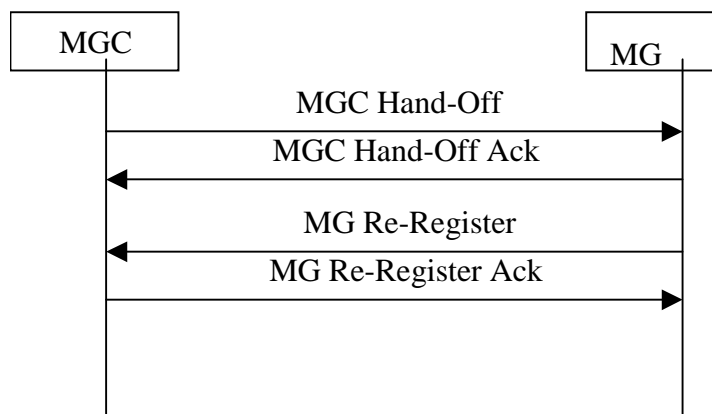 MGC
MG
MGC Hand-Off
MGC Hand-Off Ack
MG Re-Register
MG Re-Register Ack